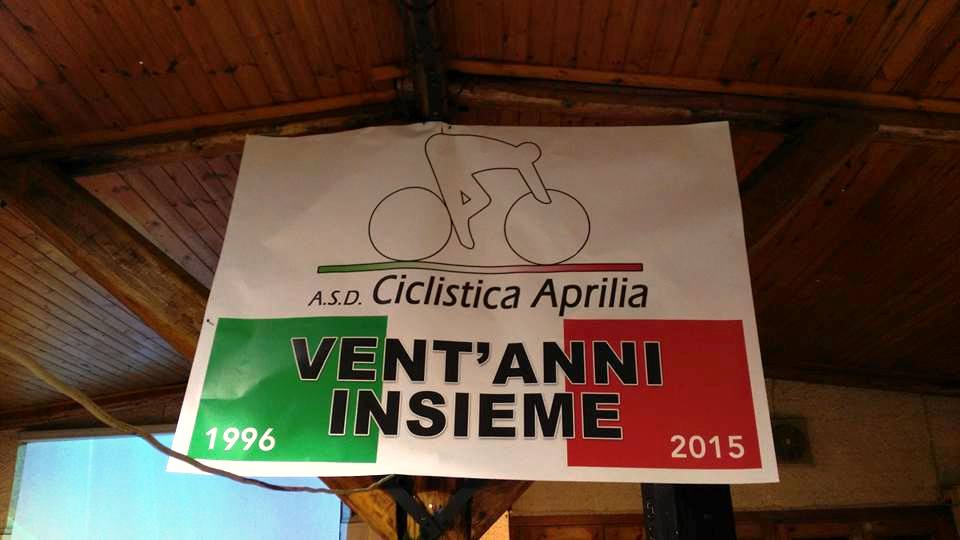 A.S.D. Ciclistica Aprilia
VENT'ANNI
INSIEME
1996
2015